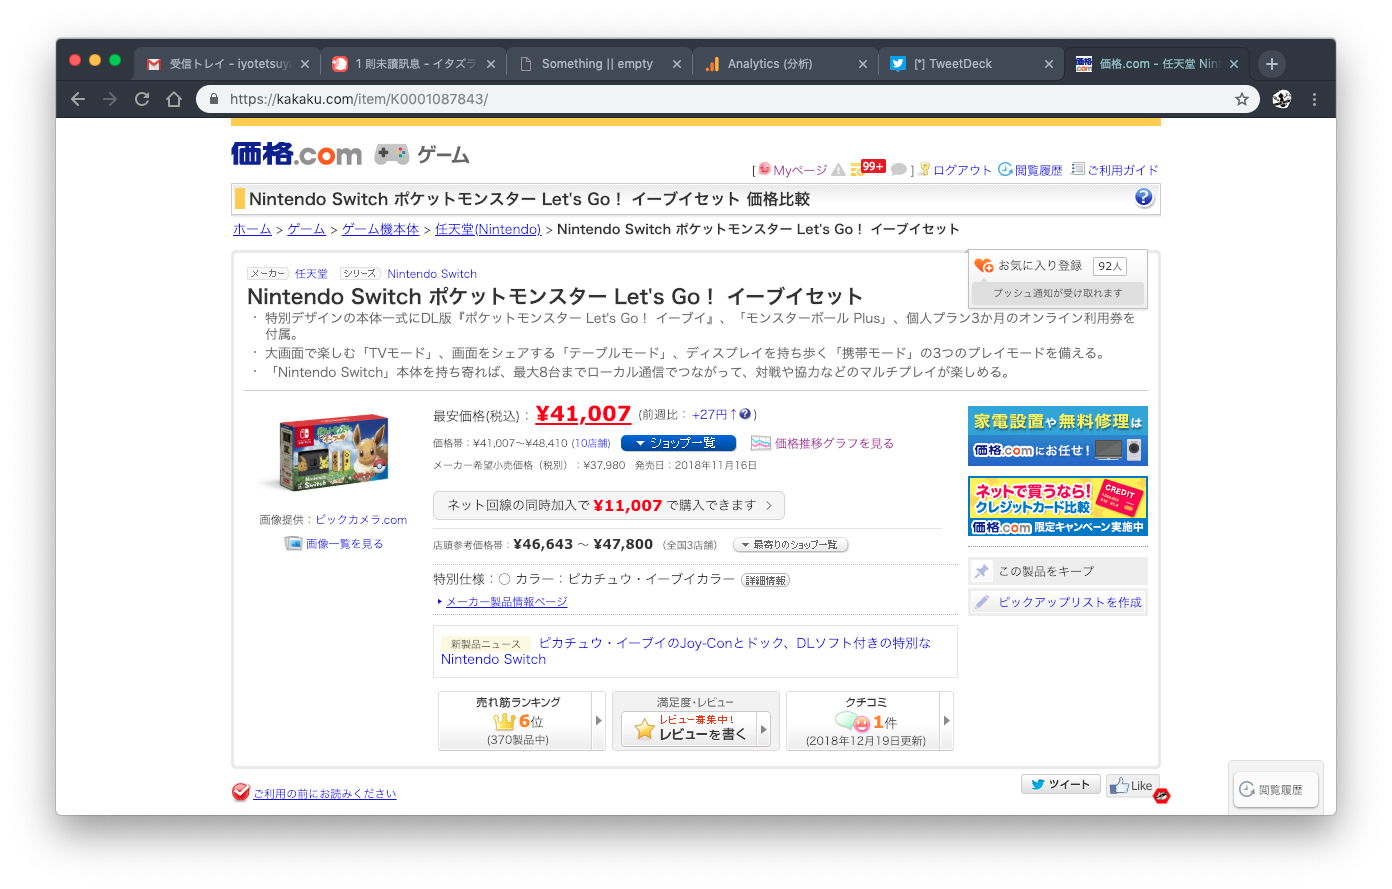 受信トレイ - iyotetsuya
1 則未讀訊息 - イタズラ
Something || empty
Analytics (分析)
[*] TweetDeck
価格.com - 任天堂 Nint
https://kakaku.com/item/K0001087843/
価格.com ゲーム
[ Myページ 99+ ] ログアウト 閲覧履歴 ご利用ガイド
Nintendo Switch ポケットモンスター Let's Go！ イーブイセット 価格比較
ホーム > ゲーム > ゲーム機本体 > 任天堂(Nintendo) > Nintendo Switch ポケットモンスター Let's Go！ イーブイセット
メーカー 任天堂 シリーズ Nintendo Switch
お気に入り登録 92人
プッシュ通知が受け取れます
Nintendo Switch ポケットモンスター Let's Go！ イーブイセット
・ 特別デザインの本体一式にDL版『ポケットモンスター Let's Go！ イーブイ』、「モンスターボール Plus」、個人プラン3か月のオンライン利用券を
付属。
・ 大画面で楽しむ「TVモード」、画面をシェアする「テーブルモード」、ディスプレイを持ち歩く「携帯モード」の3つのプレイモードを備える。
・ 「Nintendo Switch」本体を持ち寄れば、最大8台までローカル通信でつながって、対戦や協力などのマルチプレイが楽しめる。
画像提供：ビックカメラ.com
画像一覧を見る
最安価格(税込)： ¥41,007 (前週比：+27円↑ ?)
価格帯：¥41,007～¥48,410 (10店舗) ショップ一覧 価格推移グラフを見る
メーカー希望小売価格（税別）：¥37,980 発売日：2018年11月16日
ネット回線の同時加入で ¥11,007 で購入できます
店頭参考価格帯：¥46,643 ～ ¥47,800 （全国3店舗） 最寄りのショップ一覧
特別仕様：○ カラー：ピカチュウ・イーブイカラー 詳細情報
メーカー製品情報ページ
新製品ニュース ピカチュウ・イーブイのJoy-Conとドック、DLソフト付きの特別な
Nintendo Switch
売れ筋ランキング
6位
(370製品中)
満足度・レビュー
レビュー募集中！
レビューを書く
クチコミ
1件
(2018年12月19日更新)
家電設置や無料修理は
価格.comにお任せ！
ネットで買うなら！
クレジットカード比較
CREDIT
価格.com 限定キャンペーン実施中
この製品をキープ
ピックアップリストを作成
ご利用の前にお読みください
ツイート
Like
閲覧履歴